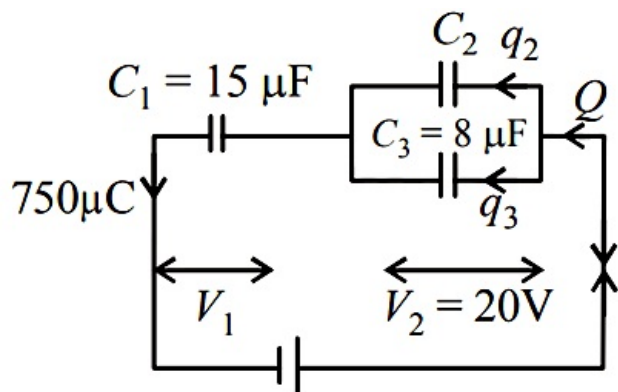 C₂ q₂
C₁ = 15 μF
Q
C₃ = 8 μF
750μC
q₃
V₁
V₂ = 20V